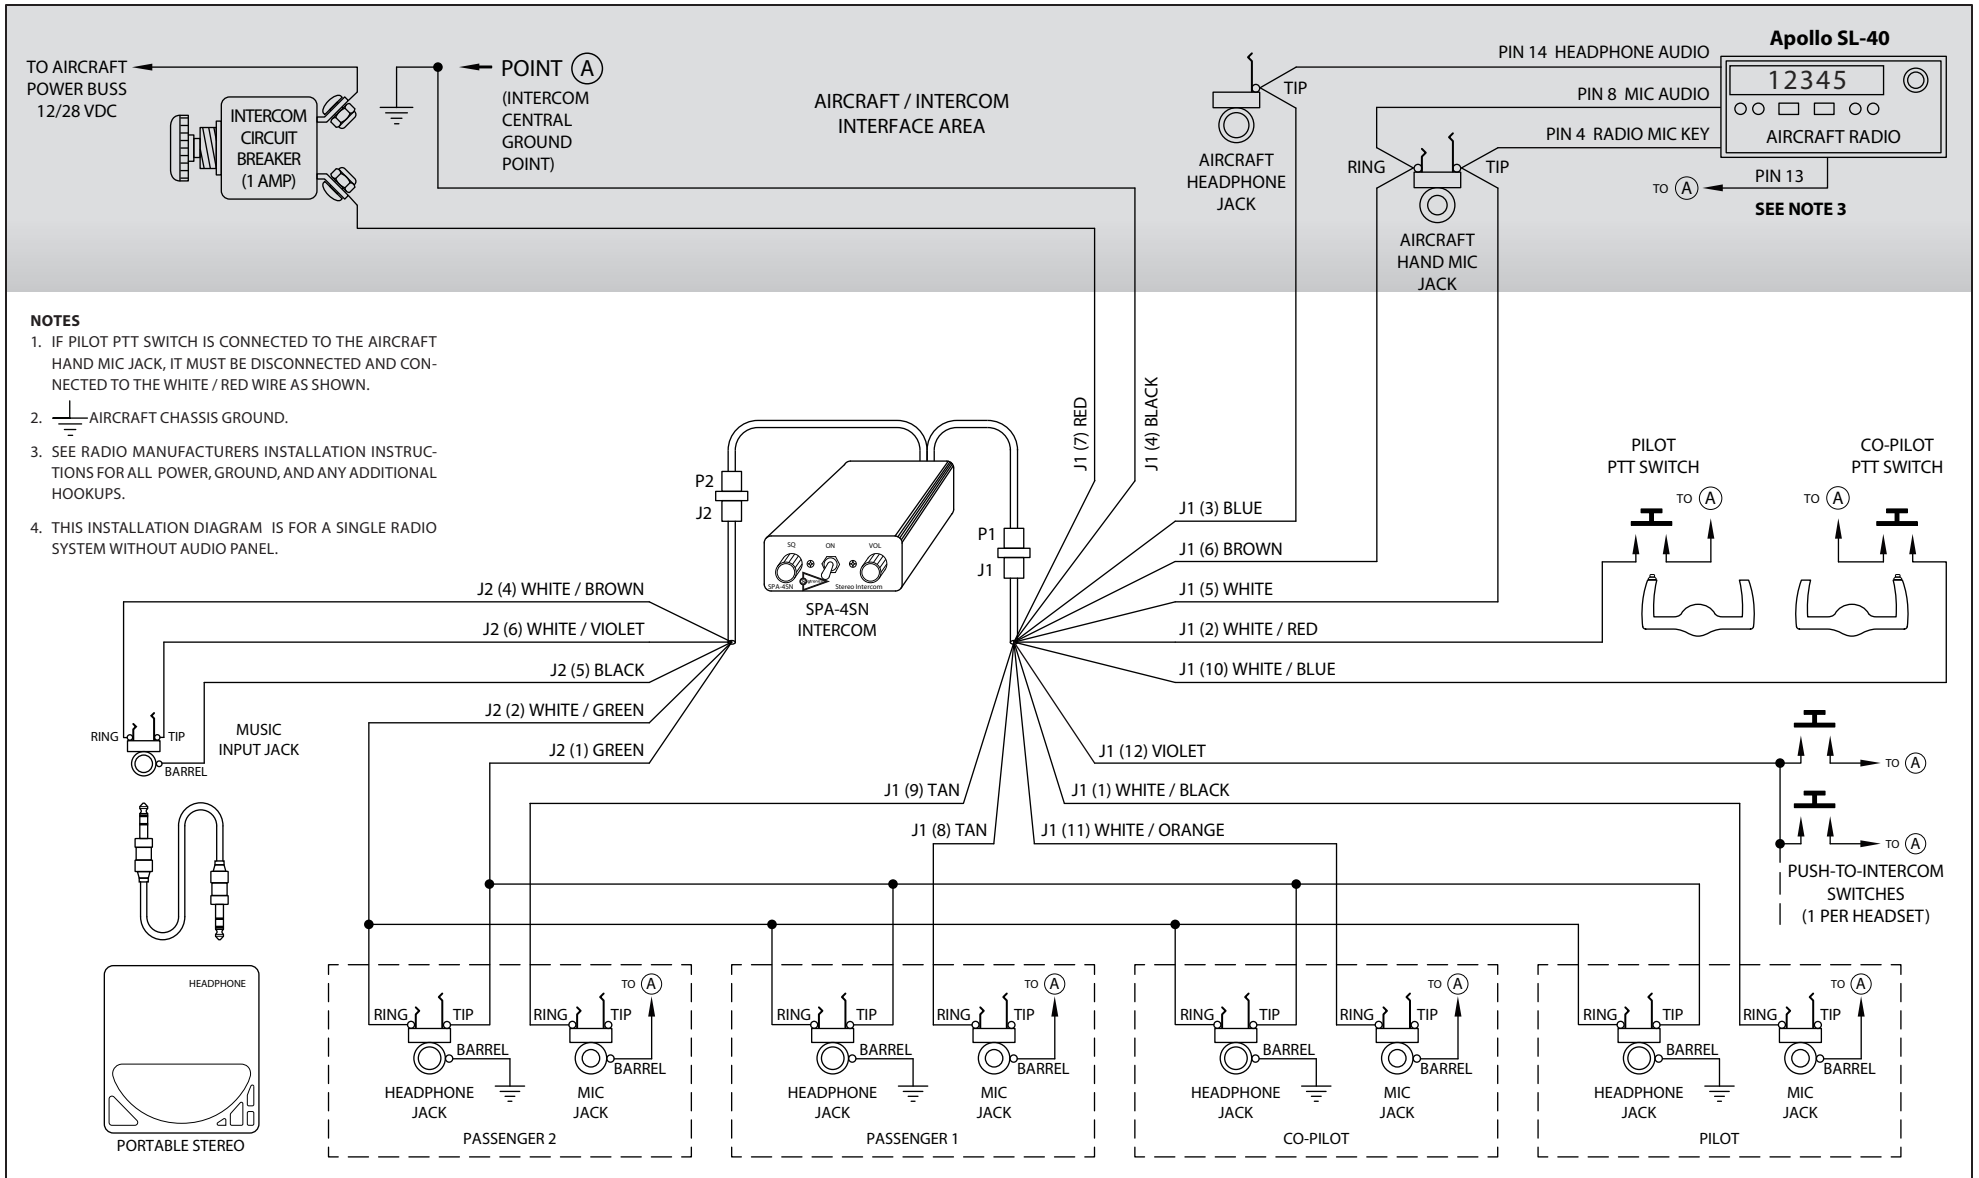 TO AIRCRAFT
POWER BUSS
12/28 VDC
INTERCOM
CIRCUIT
BREAKER
(1 AMP)
POINT A
(INTERCOM
CENTRAL
GROUND
POINT)
AIRCRAFT / INTERCOM
INTERFACE AREA
TIP
AIRCRAFT
HEADPHONE
JACK
PIN 14 HEADPHONE AUDIO
PIN 8 MIC AUDIO
PIN 4 RADIO MIC KEY
RING
TIP
AIRCRAFT
HAND MIC
JACK
Apollo SL-40
12345
AIRCRAFT RADIO
PIN 13
TO A
SEE NOTE 3
NOTES
1. IF PILOT PTT SWITCH IS CONNECTED TO THE AIRCRAFT
HAND MIC JACK, IT MUST BE DISCONNECTED AND CON-
NECTED TO THE WHITE / RED WIRE AS SHOWN.
2. AIRCRAFT CHASSIS GROUND.
3. SEE RADIO MANUFACTURERS INSTALLATION INSTRUC-
TIONS FOR ALL POWER, GROUND, AND ANY ADDITIONAL
HOOKUPS.
4. THIS INSTALLATION DIAGRAM IS FOR A SINGLE RADIO
SYSTEM WITHOUT AUDIO PANEL.
J1 (7) RED
J1 (4) BLACK
P2
J2
P1
J1
SQ
ON
VOL
SPA-4SN
Stereo Intercom
SPA-4SN
INTERCOM
J1 (3) BLUE
J1 (6) BROWN
J1 (5) WHITE
J1 (2) WHITE / RED
J1 (10) WHITE / BLUE
PILOT
PTT SWITCH
TO A
CO-PILOT
PTT SWITCH
TO A
J2 (4) WHITE / BROWN
J2 (6) WHITE / VIOLET
J2 (5) BLACK
J2 (2) WHITE / GREEN
J2 (1) GREEN
RING
TIP
BARREL
MUSIC
INPUT JACK
J1 (9) TAN
J1 (8) TAN
J1 (12) VIOLET
J1 (1) WHITE / BLACK
J1 (11) WHITE / ORANGE
TO A
TO A
PUSH-TO-INTERCOM
SWITCHES
(1 PER HEADSET)
HEADPHONE
PORTABLE STEREO
RING
TIP
BARREL
HEADPHONE
JACK
RING
TIP
TO A
BARREL
MIC
JACK
PASSENGER 2
RING
TIP
BARREL
HEADPHONE
JACK
RING
TIP
TO A
BARREL
MIC
JACK
PASSENGER 1
RING
TIP
BARREL
HEADPHONE
JACK
RING
TIP
TO A
BARREL
MIC
JACK
CO-PILOT
RING
TIP
BARREL
HEADPHONE
JACK
RING
TIP
TO A
BARREL
MIC
JACK
PILOT